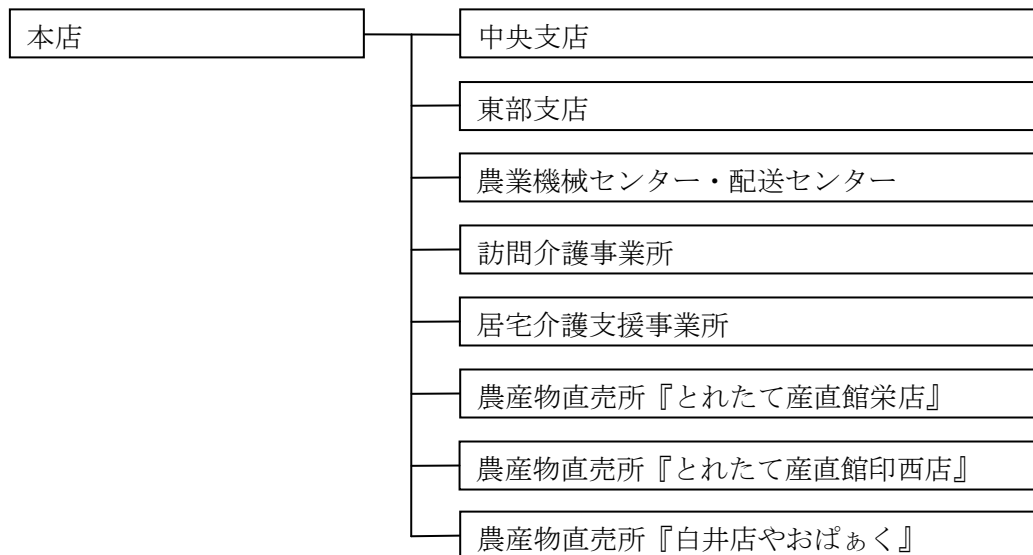 本店
中央支店
東部支店
農業機械センター・配送センター
訪問介護事業所
居宅介護支援事業所
農産物直売所『とれたて産直館栄店』
農産物直売所『とれたて産直館印西店』
農産物直売所『白井店やおぱぁく』